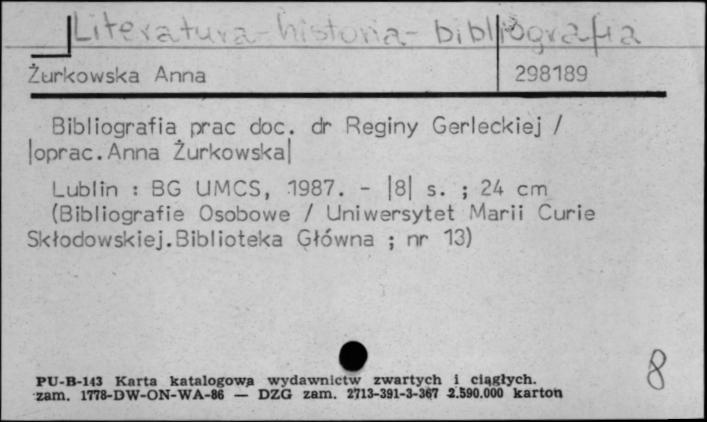 Literatura - historia - bibliografia
Żurkowska Anna 298189
Bibliografia prac doc. dr Reginy Gerleckiej /
|oprac.Anna Żurkowska|
Lublin : BG UMCS, 1987. - |8| s. ; 24 cm
(Bibliografie Osobowe / Uniwersytet Marii Curie
Skłodowskiej.Biblioteka Główna ; nr 13)
8
PU-B-143 Karta katalogowa wydawnictw zwartych i ciągłych.
zam. 1778-DW-ON-WA-86 — DZG zam. 2713-391-3-367 2.590.000 karton